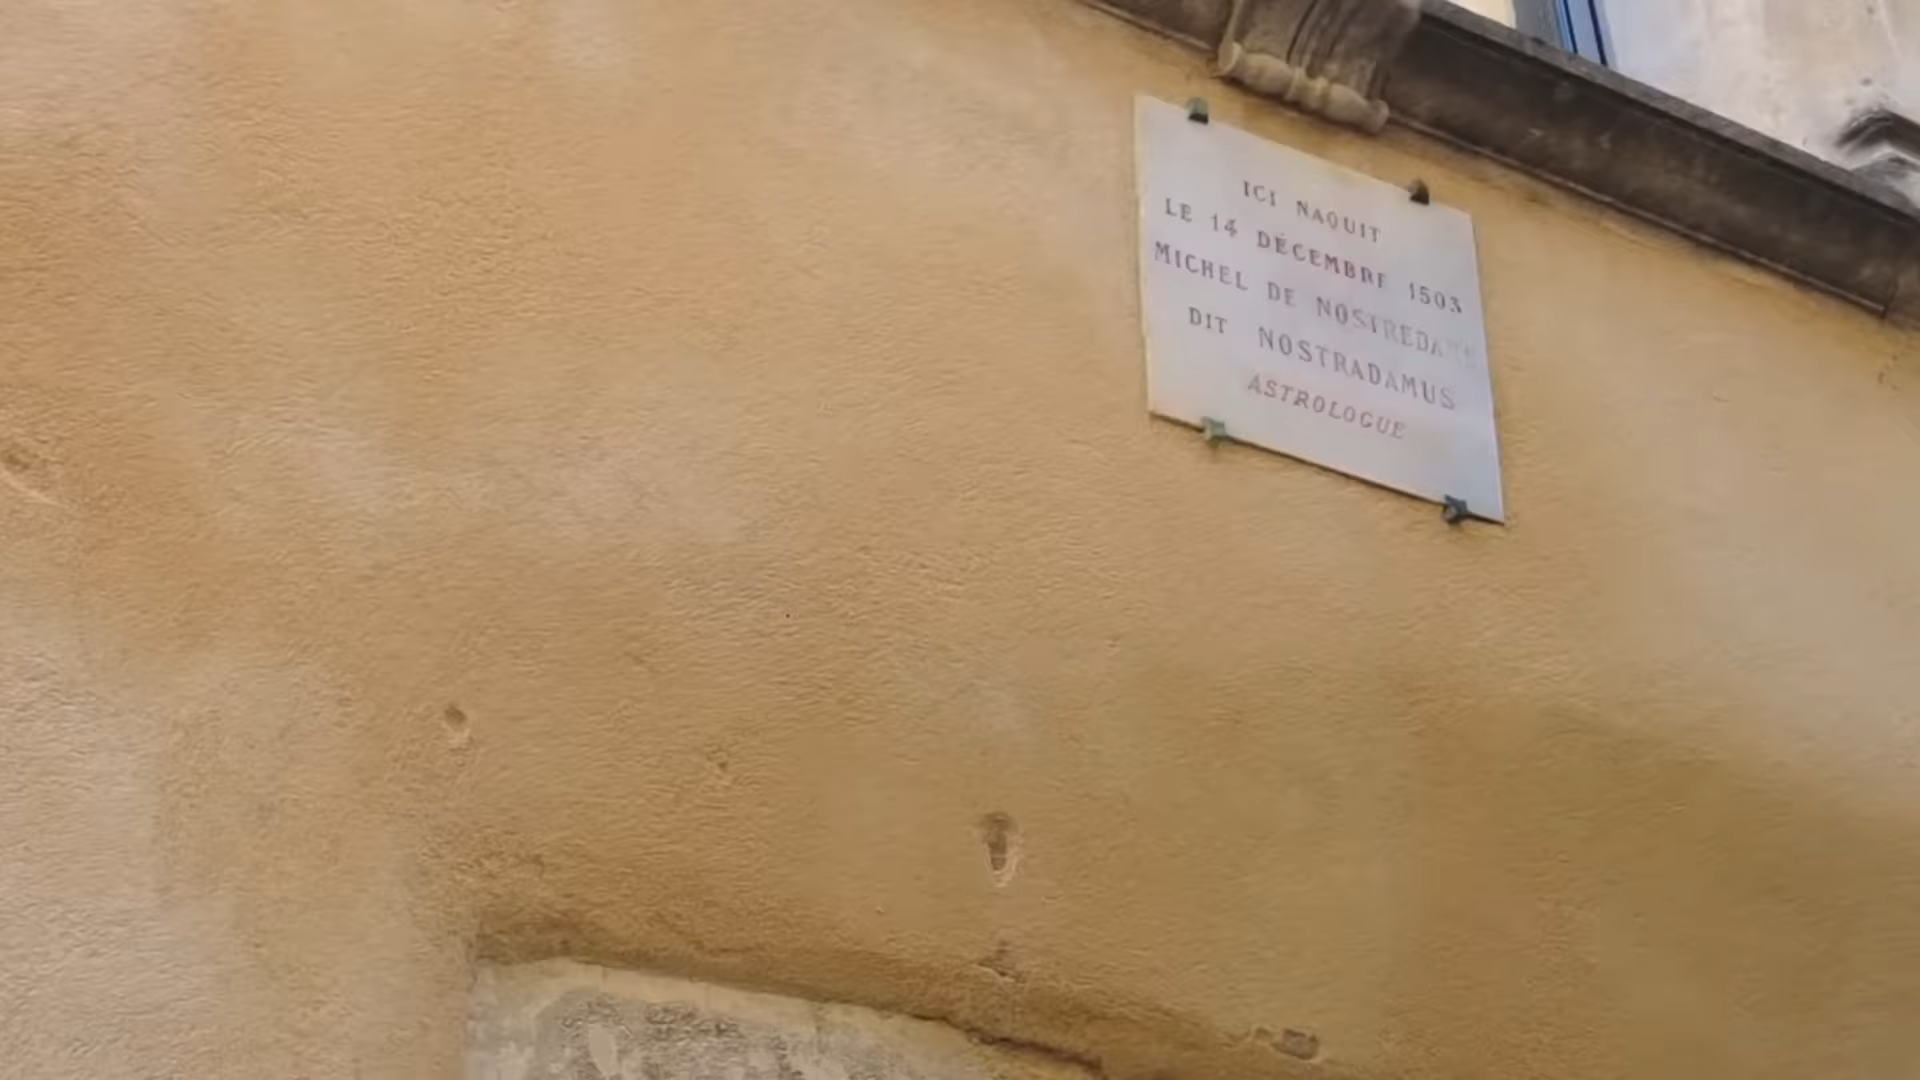 ICI NAQUIT
LE 14 DÉCEMBRE 1503
MICHEL DE NOSTREDAME
DIT NOSTRADAMUS
ASTROLOGUE